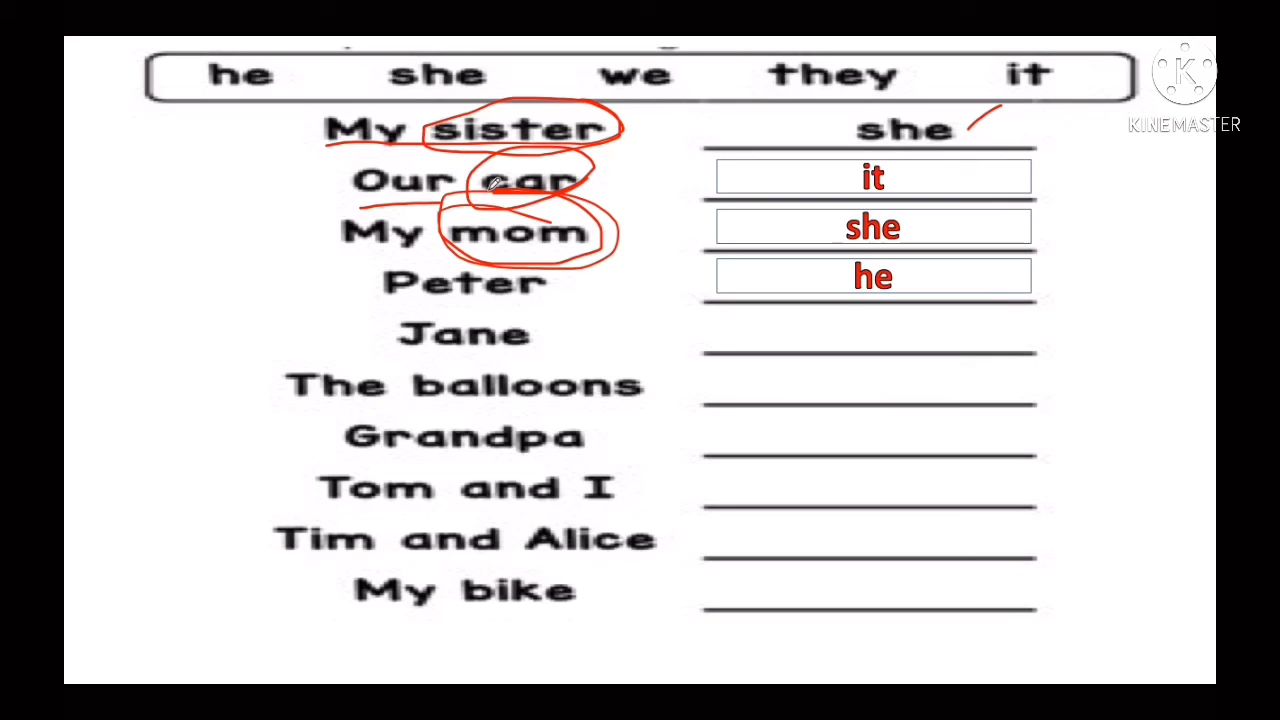 he she we they it
KINEMASTER
My sister she
Our car it
My mom she
Peter he
Jane
The balloons
Grandpa
Tom and I
Tim and Alice
My bike